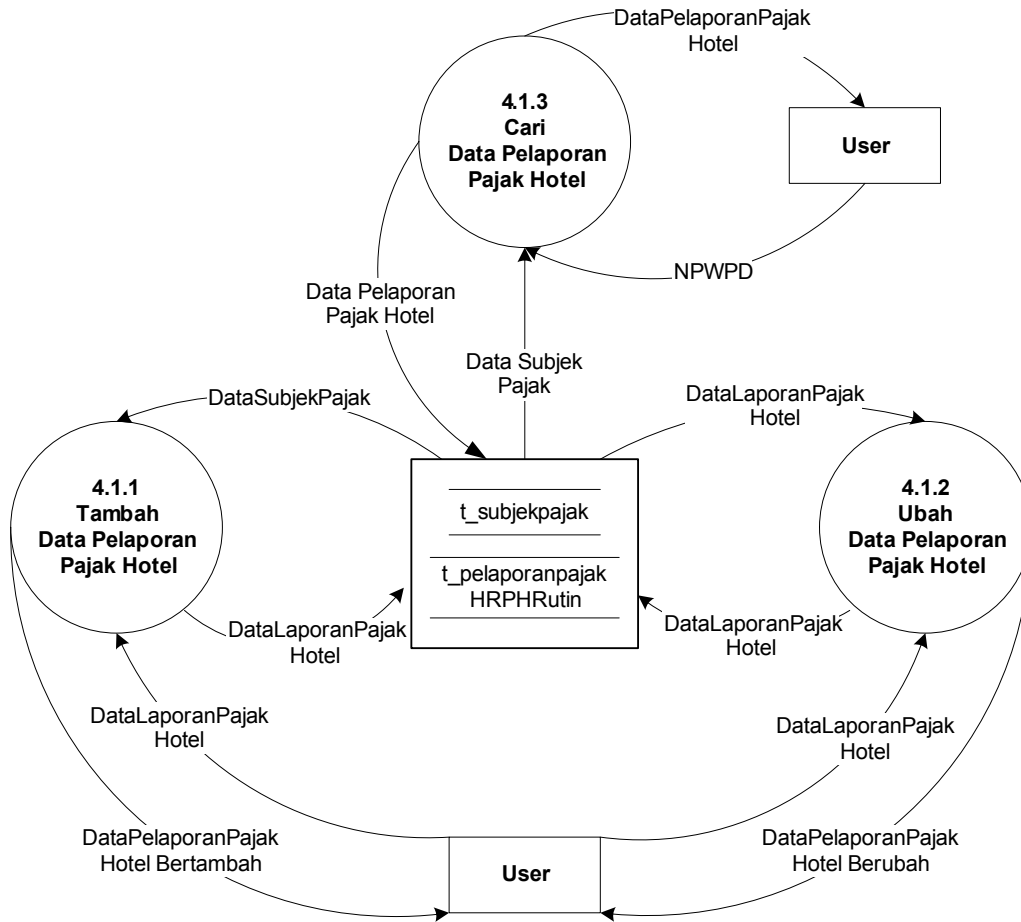 DataPelaporanPajak
Hotel
4.1.3
Cari
Data Pelaporan
Pajak Hotel
User
NPWPD
Data Pelaporan
Pajak Hotel
Data Subjek
Pajak
DataSubjekPajak
DataLaporanPajak
Hotel
4.1.1
Tambah
Data Pelaporan
Pajak Hotel
t_subjekpajak
t_pelaporanpajak
HRPHRutin
4.1.2
Ubah
Data Pelaporan
Pajak Hotel
DataLaporanPajak
Hotel
DataLaporanPajak
Hotel
DataLaporanPajak
Hotel
DataLaporanPajak
Hotel
DataPelaporanPajak
Hotel Bertambah
User
DataPelaporanPajak
Hotel Berubah